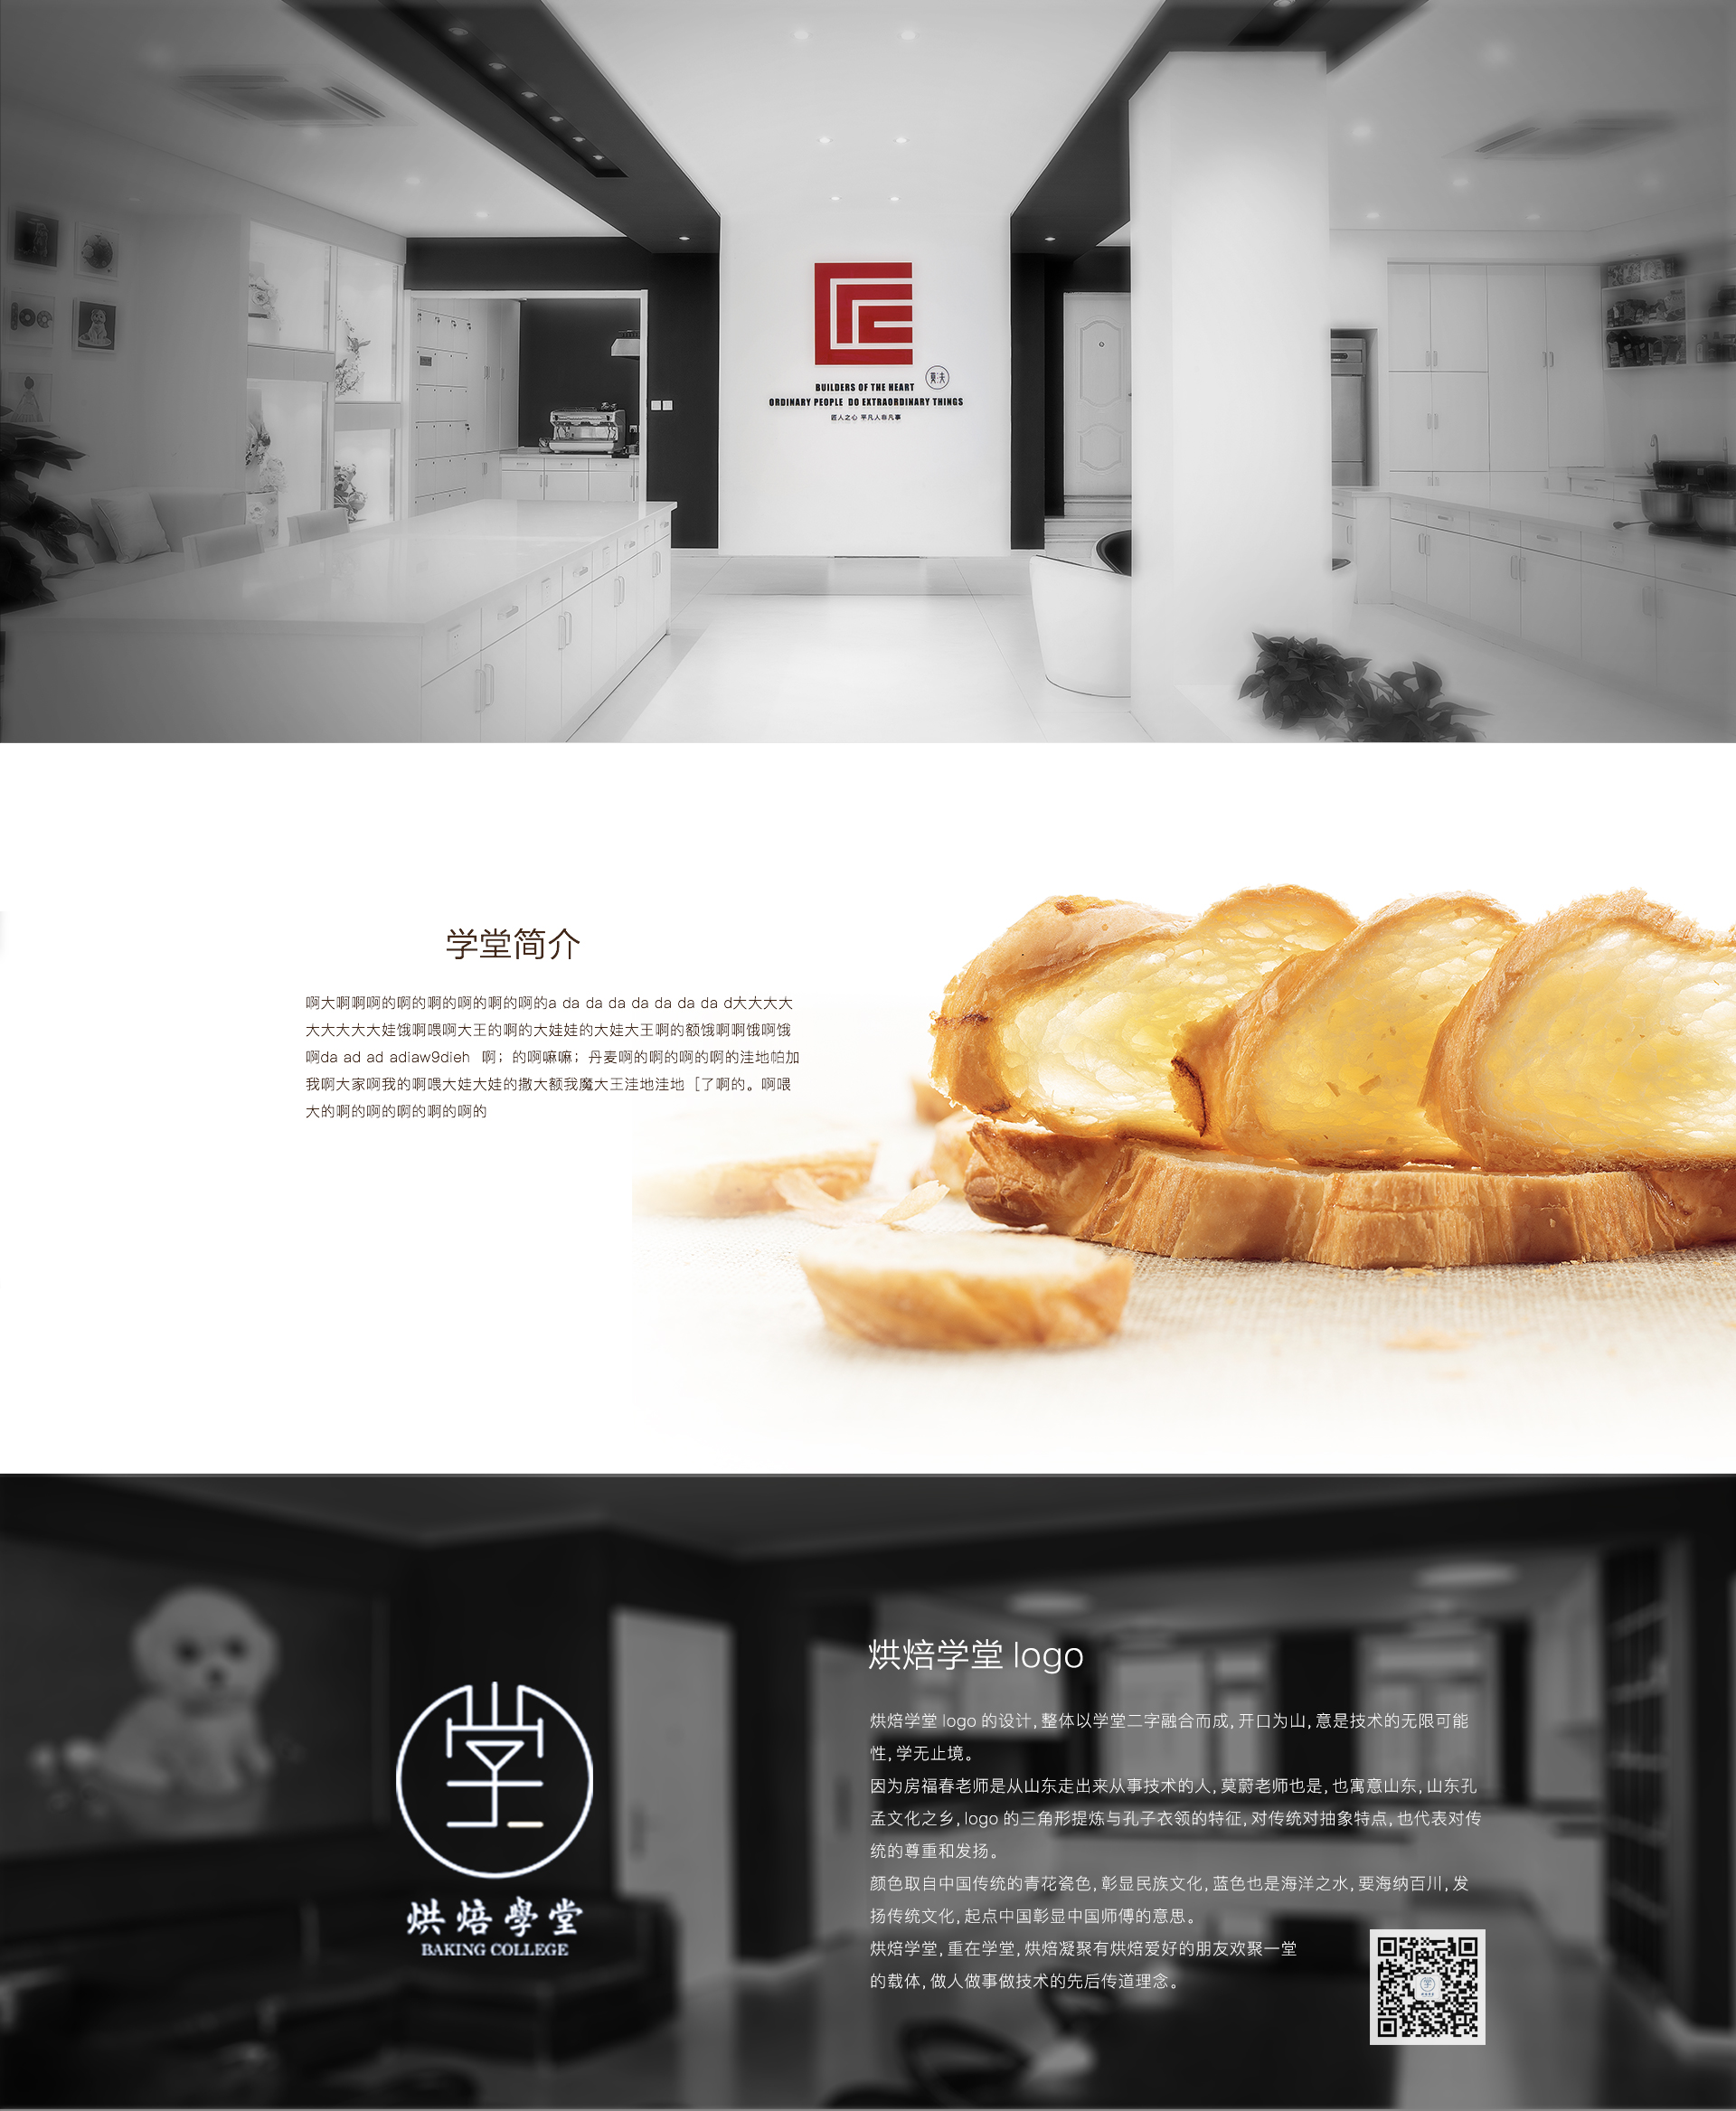 BUILDERS OF THE HEART
ORDINARY PEOPLE DO EXTRAORDINARY THINGS
匠人之心 平凡人非凡事
学堂简介
啊大啊啊啊的啊的啊的啊的啊的啊的a da da da da da da da d大大大大
大大大大大娃饿啊喂啊大王的啊的大娃娃的大娃大王啊的额饿啊啊饿啊饿
啊da ad ad adiaw9dieh 啊；的啊嘛嘛；丹麦啊的啊的啊的啊的洼地帕加
我啊大家啊我的啊喂大娃大娃的撒大额我魔大王洼地洼地［了啊的。啊喂
大的啊的啊的啊的啊的啊的
烘焙学堂 logo
烘焙学堂 logo 的设计,整体以学堂二字融合而成,开口为山,意是技术的无限可能
性,学无止境。
因为房福春老师是从山东走出来从事技术的人,莫蔚老师也是,也寓意山东,山东孔
孟文化之乡,logo 的三角形提炼与孔子衣领的特征,对传统对抽象特点,也代表对传
统的尊重和发扬。
颜色取自中国传统的青花瓷色,彰显民族文化,蓝色也是海洋之水,要海纳百川,发
扬传统文化,起点中国彰显中国师傅的意思。
烘焙学堂,重在学堂,烘焙凝聚有烘焙爱好的朋友欢聚一堂
的载体,做人做事做技术的先后传道理念。
烘焙學堂
BAKING COLLEGE